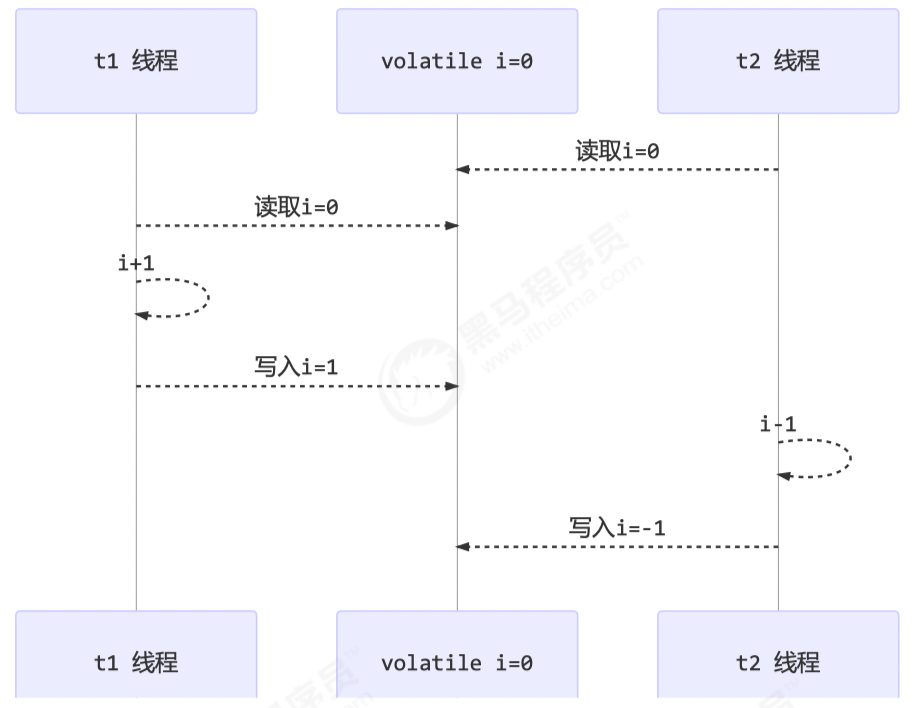 t1 线程
volatile i=0
t2 线程
读取i=0
读取i=0
i+1
写入i=1
i-1
写入i=-1
t1 线程
volatile i=0
t2 线程
黑马程序员™
www.itheima.com